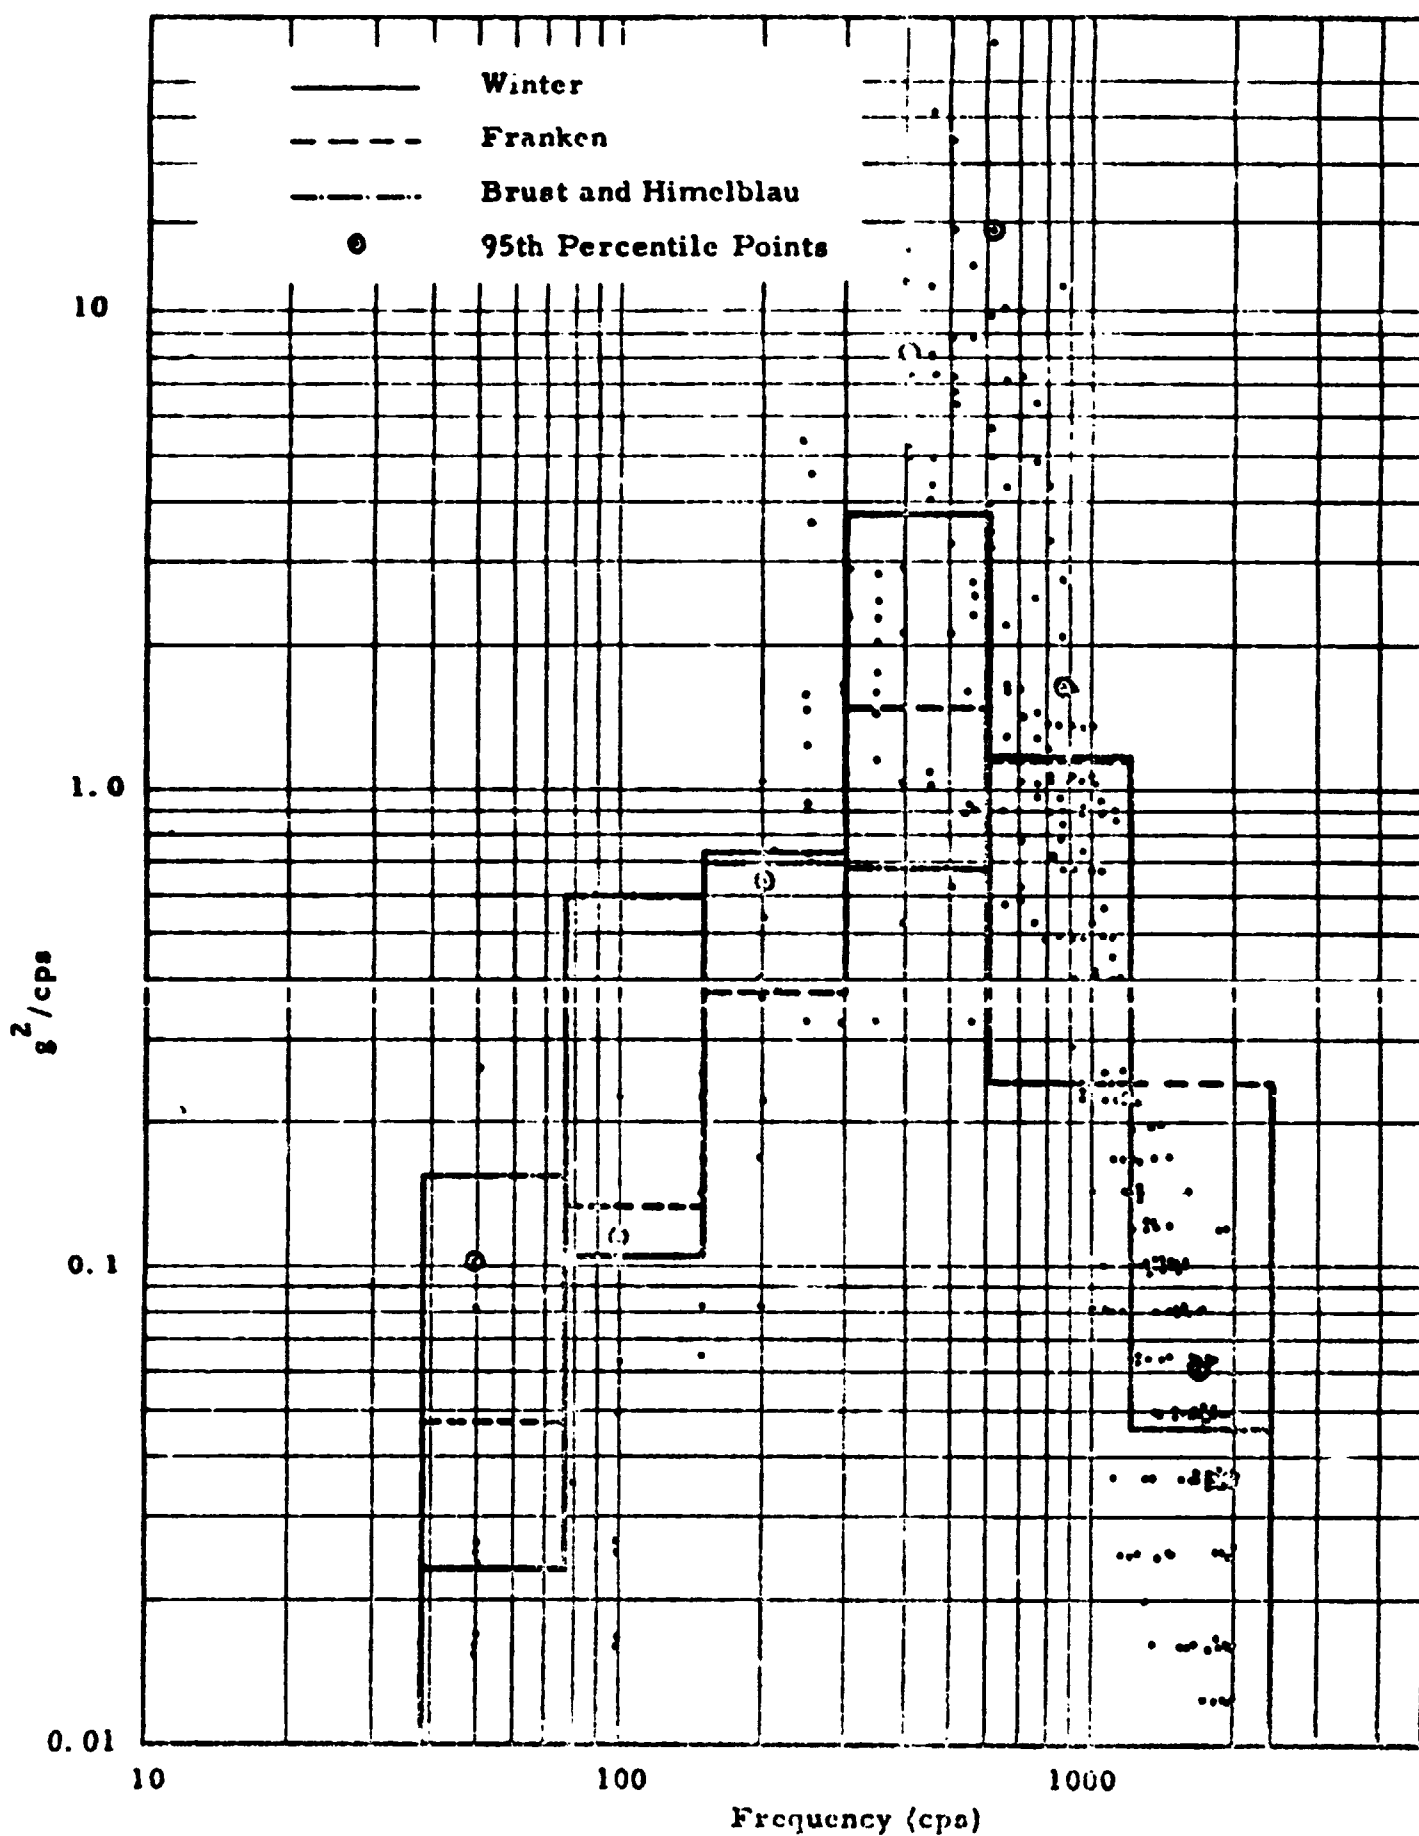 Winter
Franken
Brust and Himelblau
95th Percentile Points
10
1.0
g²/cps
0.1
0.01
10
100
1000
Frequency (cps)